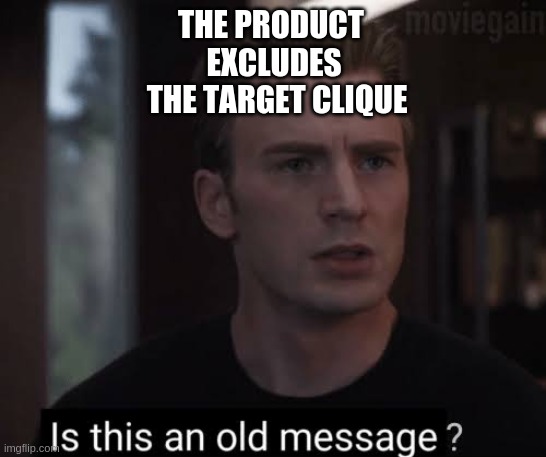 moviegain
THE PRODUCT
EXCLUDES
THE TARGET CLIQUE
Is this an old message ?
imgflip.com